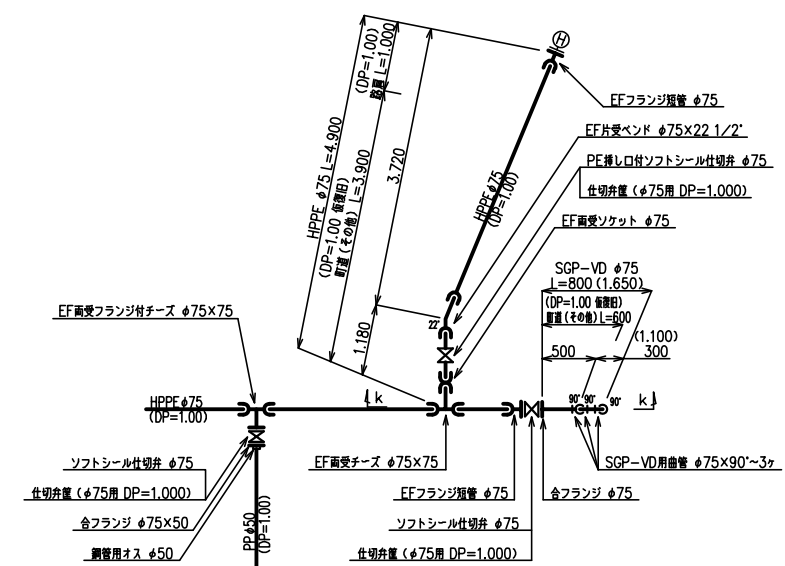 H
(DP=1.00)
路肩 L=1.000
HPPE φ75 L=4.900
(DP=1.00 仮復旧)
町道(その他) L=3.900
3.720
1.180
HPPEφ75
(DP=1.00)
EFフランジ短管 φ75
EF片受ベンド φ75×22 1/2°
PE挿し口付ソフトシール仕切弁 φ75
仕切弁筐(φ75用 DP=1.000)
EF両受ソケット φ75
SGP-VD φ75
L=800 (1.650)
(DP=1.00 仮復旧)
町道(その他)L=600
(1.100)
500
300
22°
EF両受フランジ付チーズ φ75×75
HPPEφ75
(DP=1.00)
k
90°
90°
90°
k
ソフトシール仕切弁 φ75
仕切弁筐(φ75用 DP=1.000)
合フランジ φ75×50
鋼管用オス φ50
PPφ50
(DP=1.00)
EF両受チーズ φ75×75
EFフランジ短管 φ75
ソフトシール仕切弁 φ75
仕切弁筐(φ75用 DP=1.000)
合フランジ φ75
SGP-VD用曲管 φ75×90°~3ヶ